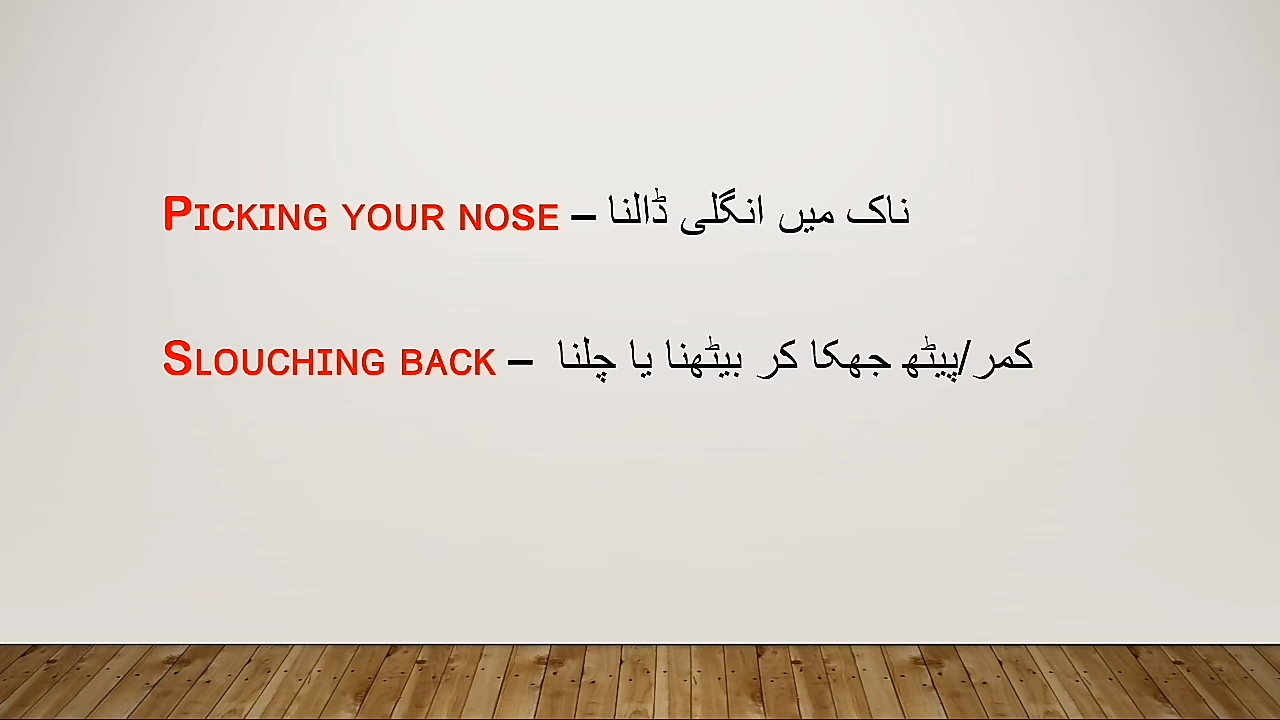 Picking your nose – ناک میں انگلی ڈالنا
Slouching back – کمر/پیٹھ جھکا کر بیٹھنا یا چلنا